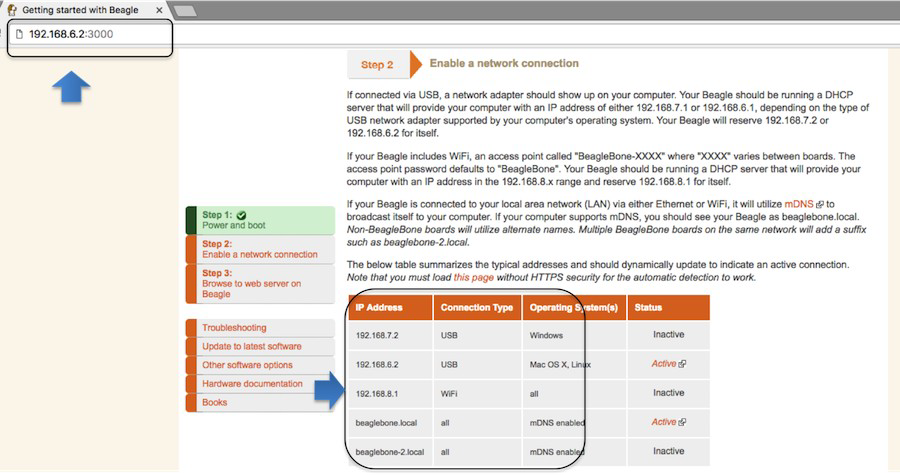 Getting started with Beagle
192.168.6.2:3000
Step 2
Enable a network connection
If connected via USB, a network adapter should show up on your computer. Your Beagle should be running a DHCP
server that will provide your computer with an IP address of either 192.168.7.1 or 192.168.6.1, depending on the type of
USB network adapter supported by your computer's operating system. Your Beagle will reserve 192.168.7.2 or
192.168.6.2 for itself.
If your Beagle includes WiFi, an access point called "BeagleBone-XXXX" where "XXXX" varies between boards. The
access point password defaults to "BeagleBone". Your Beagle should be running a DHCP server that will provide your
computer with an IP address in the 192.168.8.x range and reserve 192.168.8.1 for itself.
If your Beagle is connected to your local area network (LAN) via either Ethernet or WiFi, it will utilize mDNS to
broadcast itself to your computer. If your computer supports mDNS, you should see your Beagle as beaglebone.local.
Non-BeagleBone boards will utilize alternate names. Multiple BeagleBone boards on the same network will add a suffix
such as beaglebone-2.local.
The below table summarizes the typical addresses and should dynamically update to indicate an active connection.
Note that you must load this page without HTTPS security for the automatic detection to work.
Step 1:
Power and boot
Step 2:
Enable a network connection
Step 3:
Browse to web server on
Beagle
Troubleshooting
Update to latest software
Other software options
Hardware documentation
Books
IP Address Connection Type Operating System(s) Status
192.168.7.2 USB Windows Inactive
192.168.6.2 USB Mac OS X, Linux Active
192.168.8.1 WiFi all Inactive
beaglebone.local all mDNS enabled Active
beaglebone-2.local all mDNS enabled Inactive